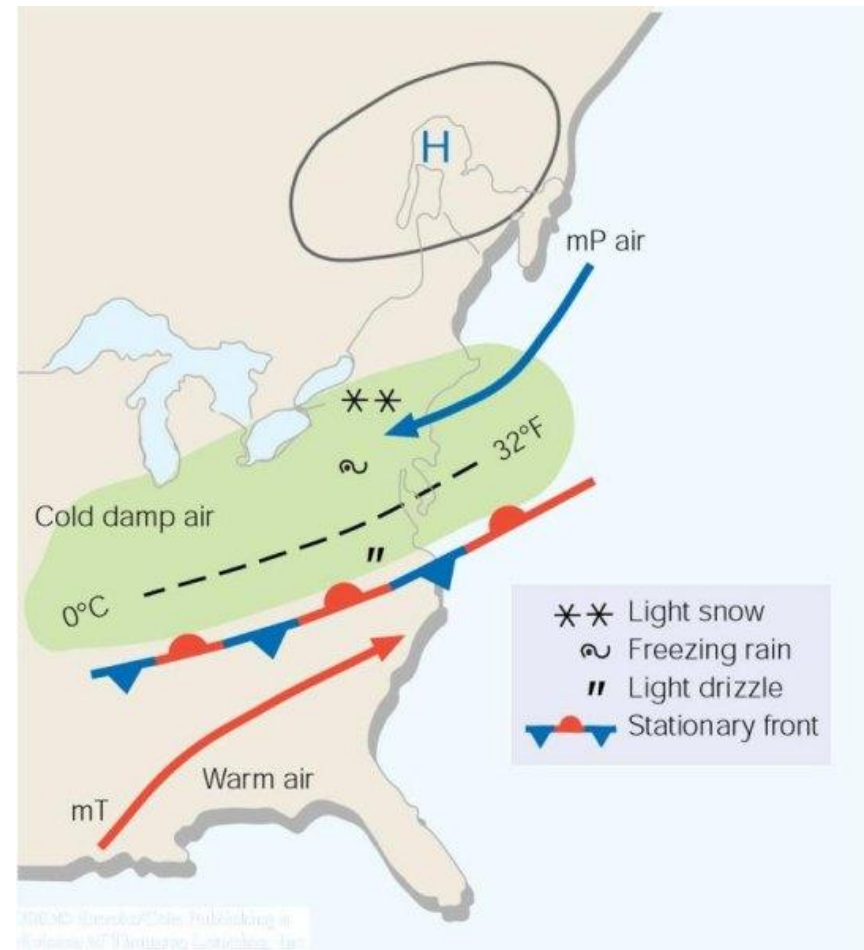 H
mP air
32°F
Cold damp air
0°C
Light snow
Freezing rain
Light drizzle
Stationary front
Warm air
mT